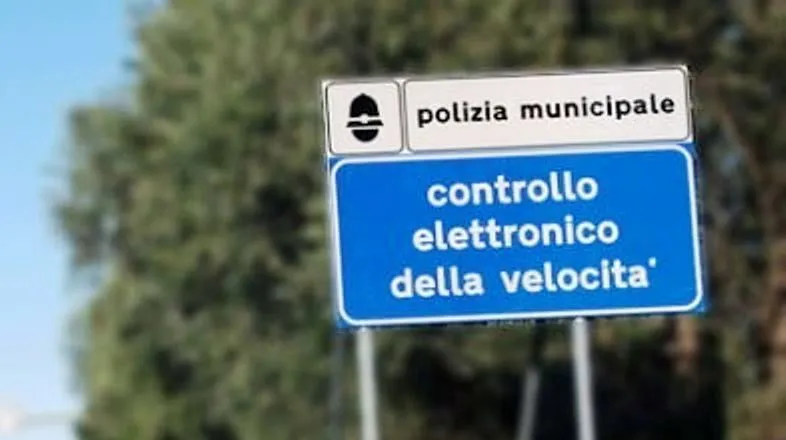 polizia municipale
controllo
elettronico
della velocita'